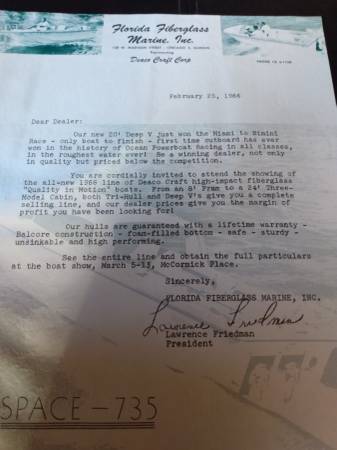 Florida Fiberglass
Marine, Inc.
Representing
Desco Craft Corp
February 25, 1966
Dear Dealer:
Our new 20' Deep V just won the Miami to Bimini
Race - only boat to finish - first time outboard has ever
won in the history of Ocean Powerboat Racing in all classes,
in the roughest water ever! Be a winning dealer, not only
in quality but priced below the competition.
You are cordially invited to attend the showing of
the all-new 1966 line of Desco Craft high-impact fiberglass
"Quality in Motion" boats. From an 8' Pram to a 24' Three-
Model Cabin, both Tri-Hull and Deep V's give you a complete
selling line, and our dealer prices give you the margin of
profit you have been looking for!
Our hulls are guaranteed with a lifetime warranty -
Balcore construction - foam-filled bottom - safe - sturdy -
unsinkable and high performing.
See the entire line and obtain the full particulars
at the boat show, March 5-13, McCormick Place.
Sincerely,
FLORIDA FIBERGLASS MARINE, INC.
Lawrence Friedman
Lawrence Friedman
President
SPACE - 735